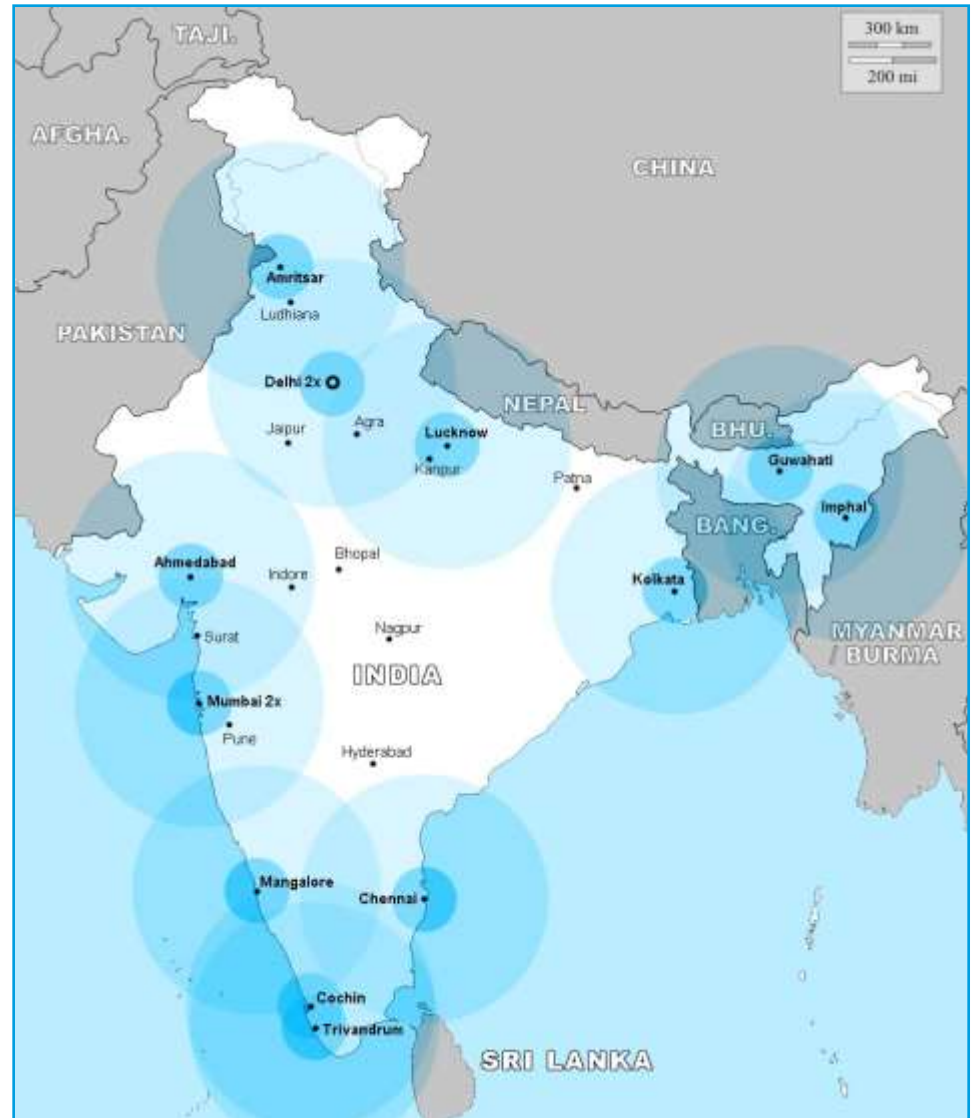 300 km
200 mi
TAJI.
AFGHA.
CHINA
Amritsar
Ludhiana
PAKISTAN
Delhi 2x
NEPAL
Jaipur
Agra
Lucknow
Kanpur
BHU.
Guwahati
Patna
Imphal
BANG.
Ahmedabad
Bhopal
Indore
Kolkata
Surat
Nagpur
MYANMAR
/ BURMA
INDIA
Mumbai 2x
Pune
Hyderabad
Mangalore
Chennai
Cochin
Trivandrum
SRI LANKA